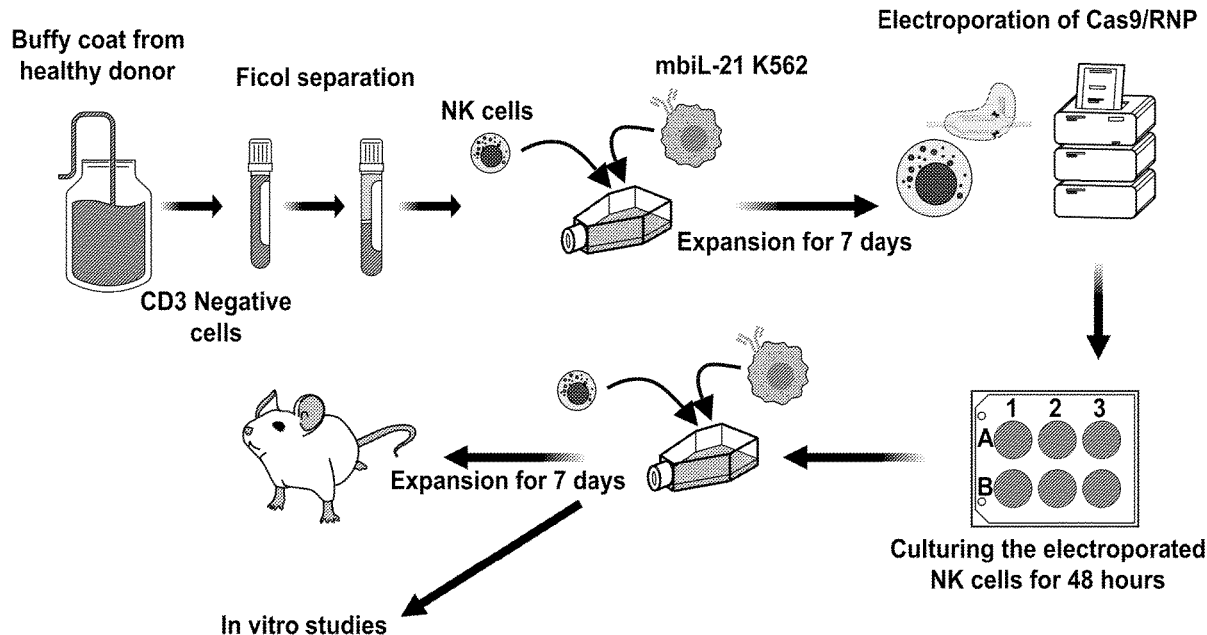 Buffy coat from
healthy donor
Ficol separation
CD3 Negative
cells
NK cells
mbiL-21 K562
Expansion for 7 days
Electroporation of Cas9/RNP
1 2 3
A
B
Culturing the electroporated
NK cells for 48 hours
Expansion for 7 days
In vitro studies